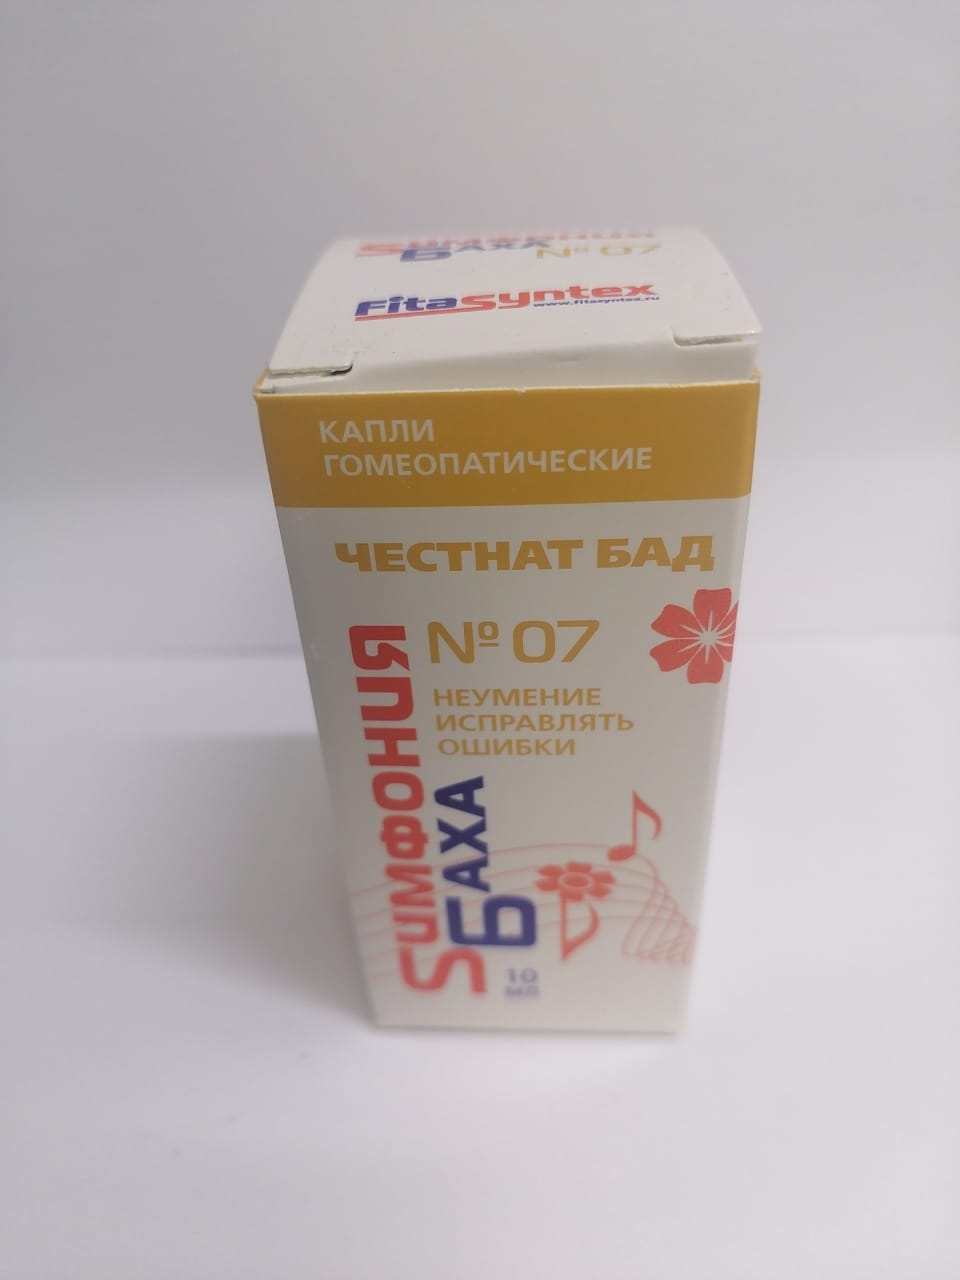 Sимфония
БАХА № 07
FitaSyntex
www.fitasyntex.ru
КАПЛИ
ГОМЕОПАТИЧЕСКИЕ
ЧЕСТНАТ БАД
№ 07
НЕУМЕНИЕ
ИСПРАВЛЯТЬ
ОШИБКИ
Sимфония
БАХА
10
мл